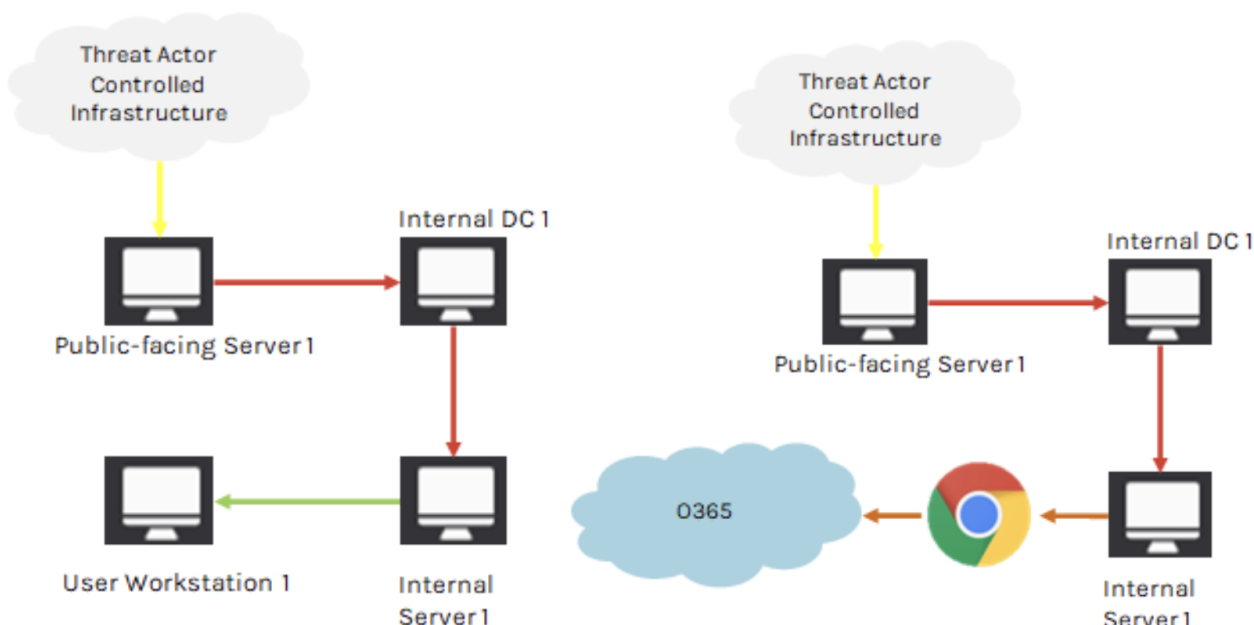 Threat Actor
Controlled
Infrastructure
Internal DC 1
Public-facing Server 1
User Workstation 1
Internal
Server 1
Threat Actor
Controlled
Infrastructure
Internal DC 1
Public-facing Server 1
O365
Internal
Server 1